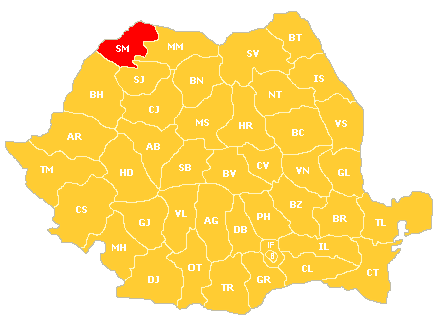 BT
SM
MM
SV
SJ
BN
IS
BH
NT
CJ
MS
HR
VS
BC
AR
AB
TM
HD
SB
BV
CV
VN
GL
CS
GJ
VL
AG
PH
BZ
BR
TL
DB
MH
IF
IL
B
OT
CL
CT
DJ
TR
GR